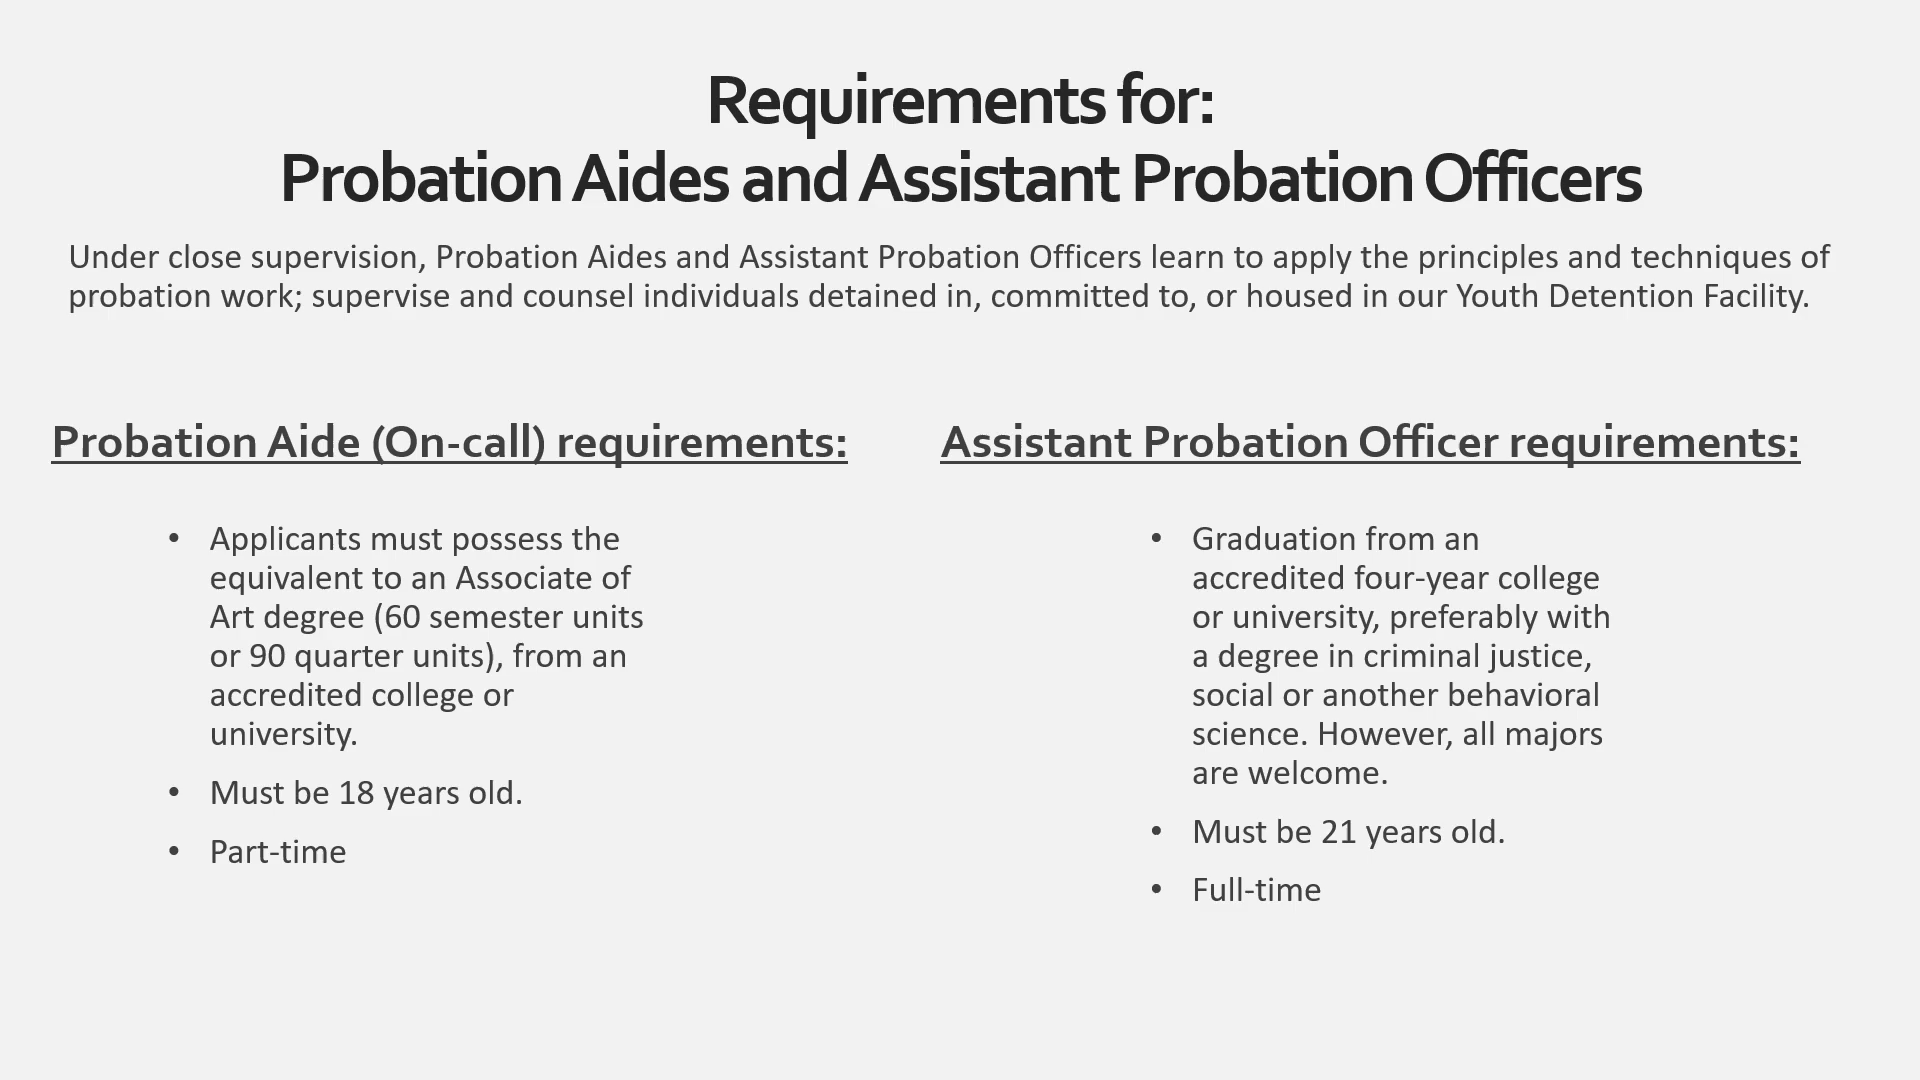 Requirements for:
Probation Aides and Assistant Probation Officers
Under close supervision, Probation Aides and Assistant Probation Officers learn to apply the principles and techniques of
probation work; supervise and counsel individuals detained in, committed to, or housed in our Youth Detention Facility.
Probation Aide (On-call) requirements:
• Applicants must possess the
equivalent to an Associate of
Art degree (60 semester units
or 90 quarter units), from an
accredited college or
university.
• Must be 18 years old.
• Part-time
Assistant Probation Officer requirements:
• Graduation from an
accredited four-year college
or university, preferably with
a degree in criminal justice,
social or another behavioral
science. However, all majors
are welcome.
• Must be 21 years old.
• Full-time